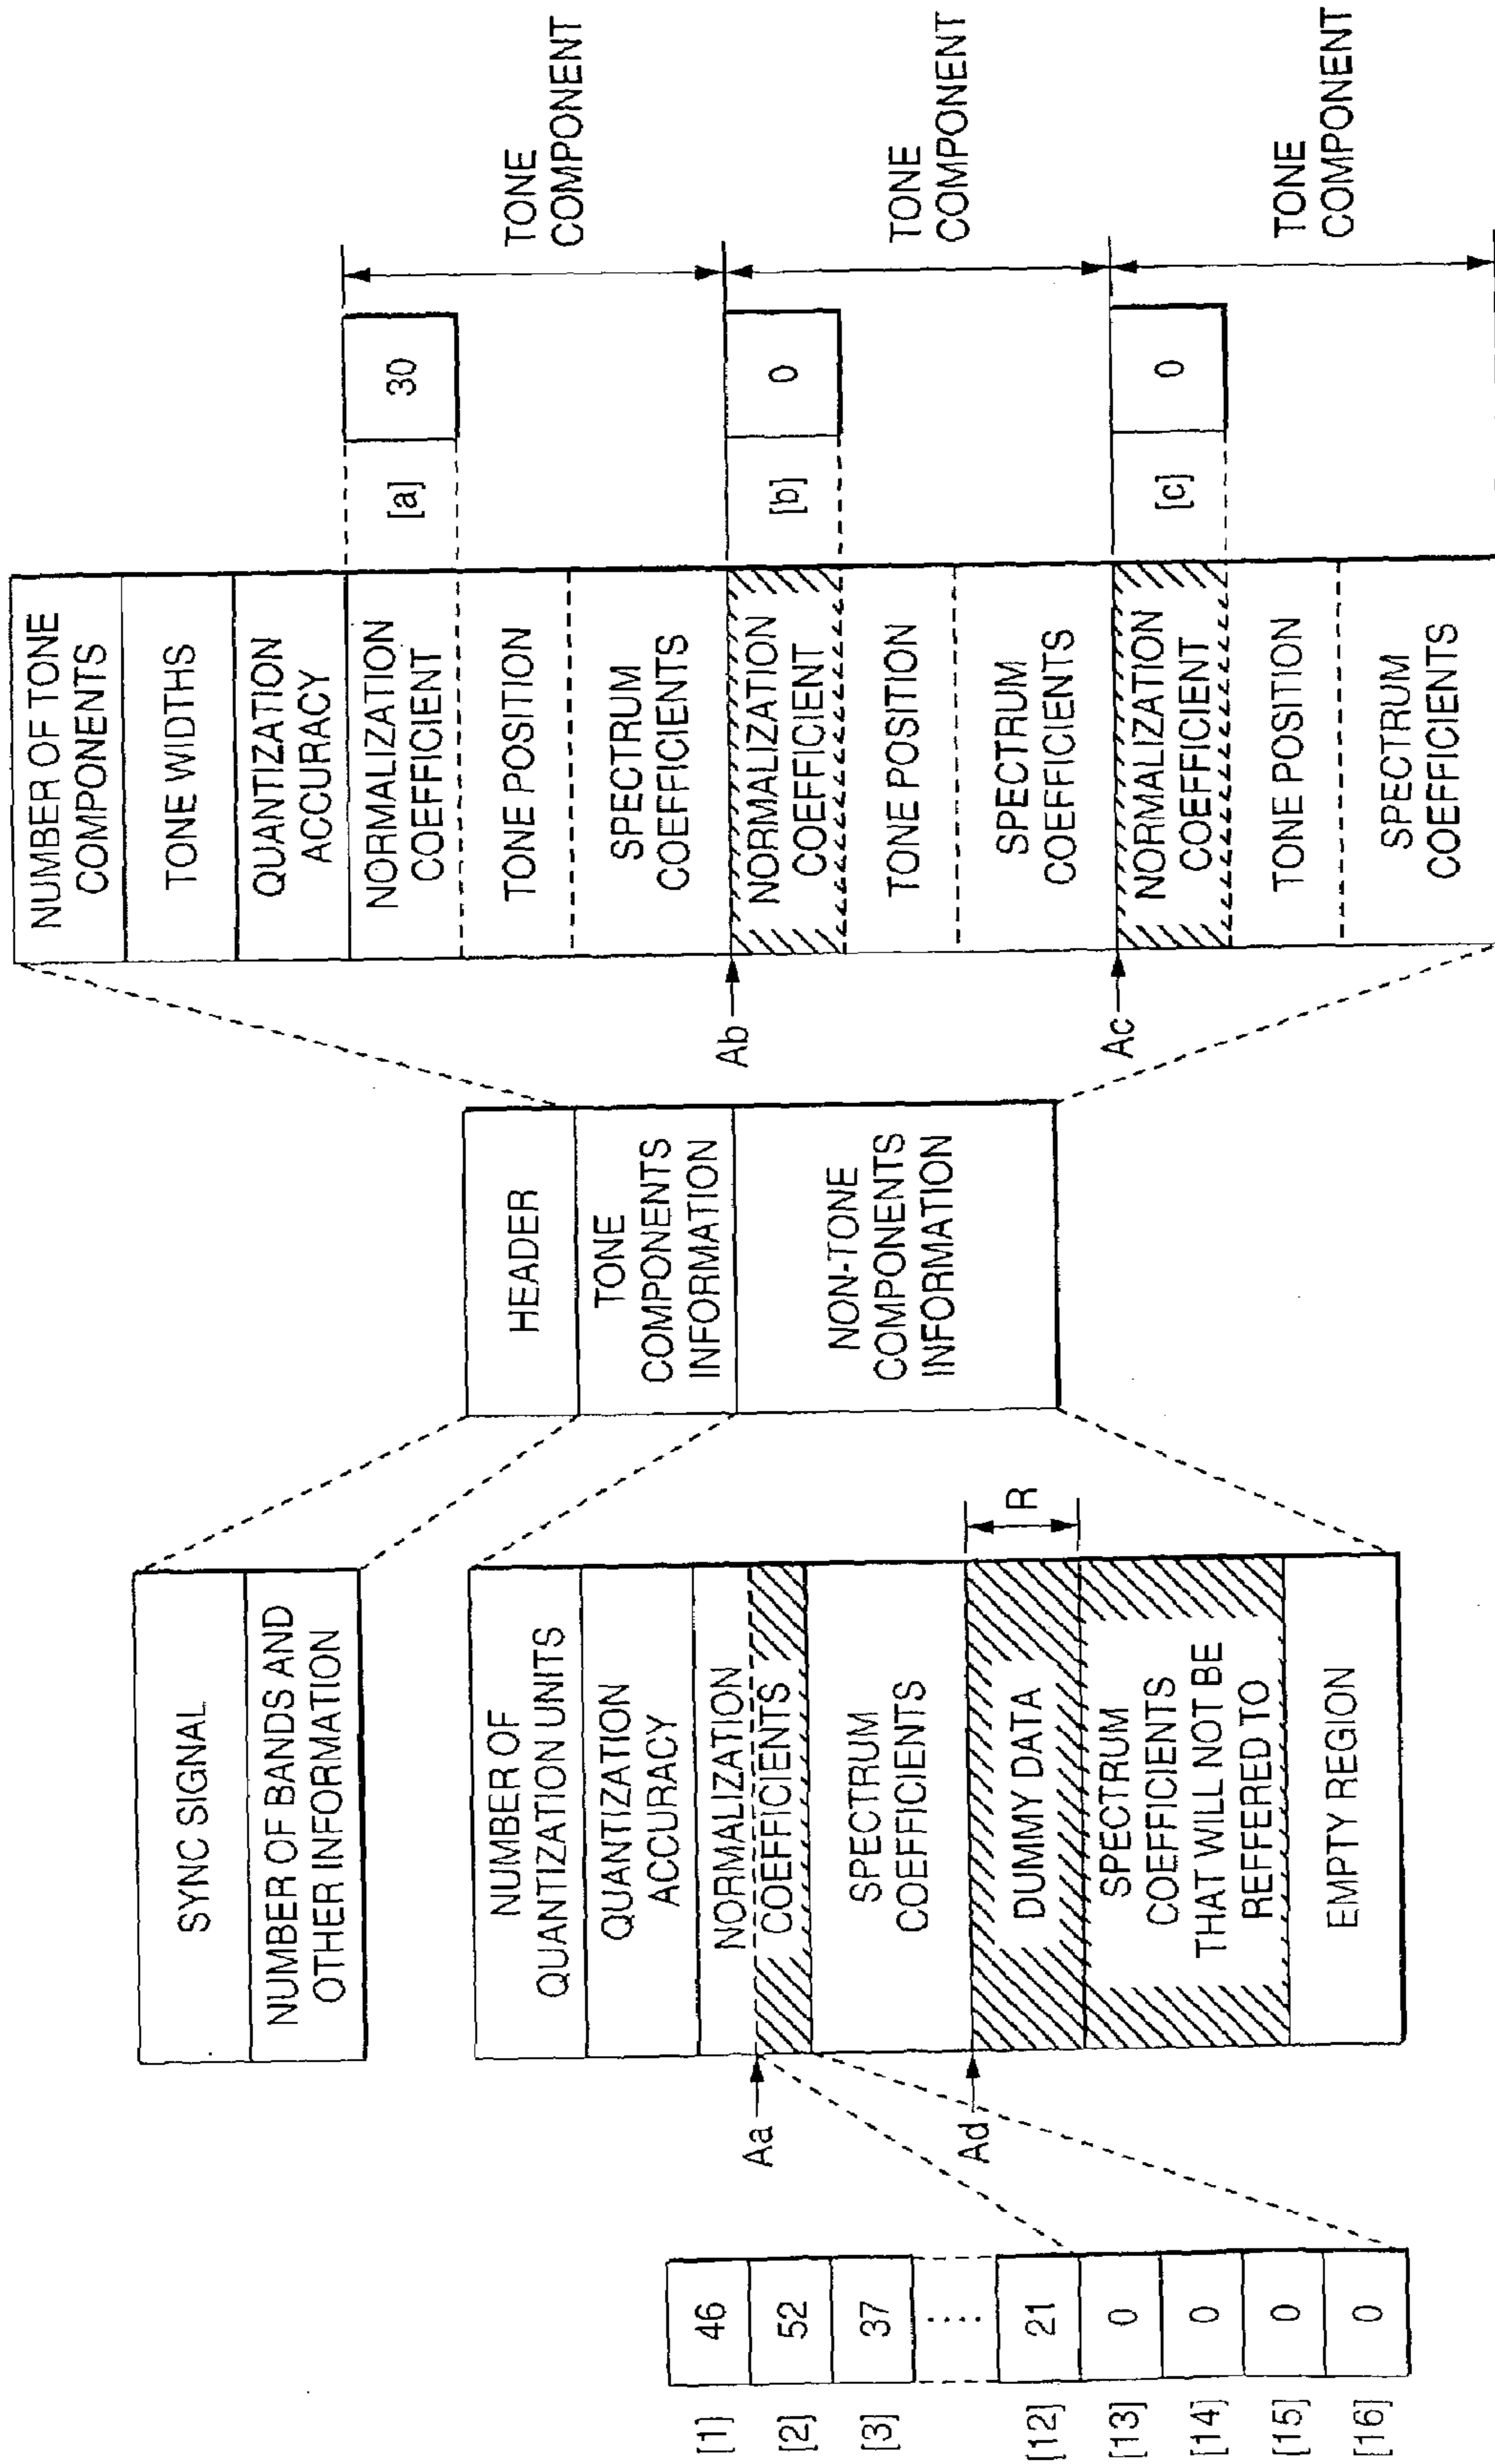 [1] 46
[2] 52
[3] 37
[12] 21
[13] 0
[14] 0
[15] 0
[16] 0
SYNC SIGNAL
NUMBER OF BANDS AND
OTHER INFORMATION
NUMBER OF
QUANTIZATION UNITS
QUANTIZATION
ACCURACY
NORMALIZATION
COEFFICIENTS
SPECTRUM
COEFFICIENTS
DUMMY DATA
SPECTRUM
COEFFICIENTS
THAT WILL NOT BE
REFFERED TO
EMPTY REGION
Aa
Ad
R
HEADER
TONE
COMPONENTS
INFORMATION
NON-TONE
COMPONENTS
INFORMATION
Ab
Ac
NUMBER OF TONE
COMPONENTS
TONE WIDTHS
QUANTIZATION
ACCURACY
NORMALIZATION
COEFFICIENT
TONE POSITION
SPECTRUM
COEFFICIENTS
NORMALIZATION
COEFFICIENT
TONE POSITION
SPECTRUM
COEFFICIENTS
NORMALIZATION
COEFFICIENT
TONE POSITION
SPECTRUM
COEFFICIENTS
[a] 30
[b] 0
[c] 0
TONE
COMPONENT
TONE
COMPONENT
TONE
COMPONENT